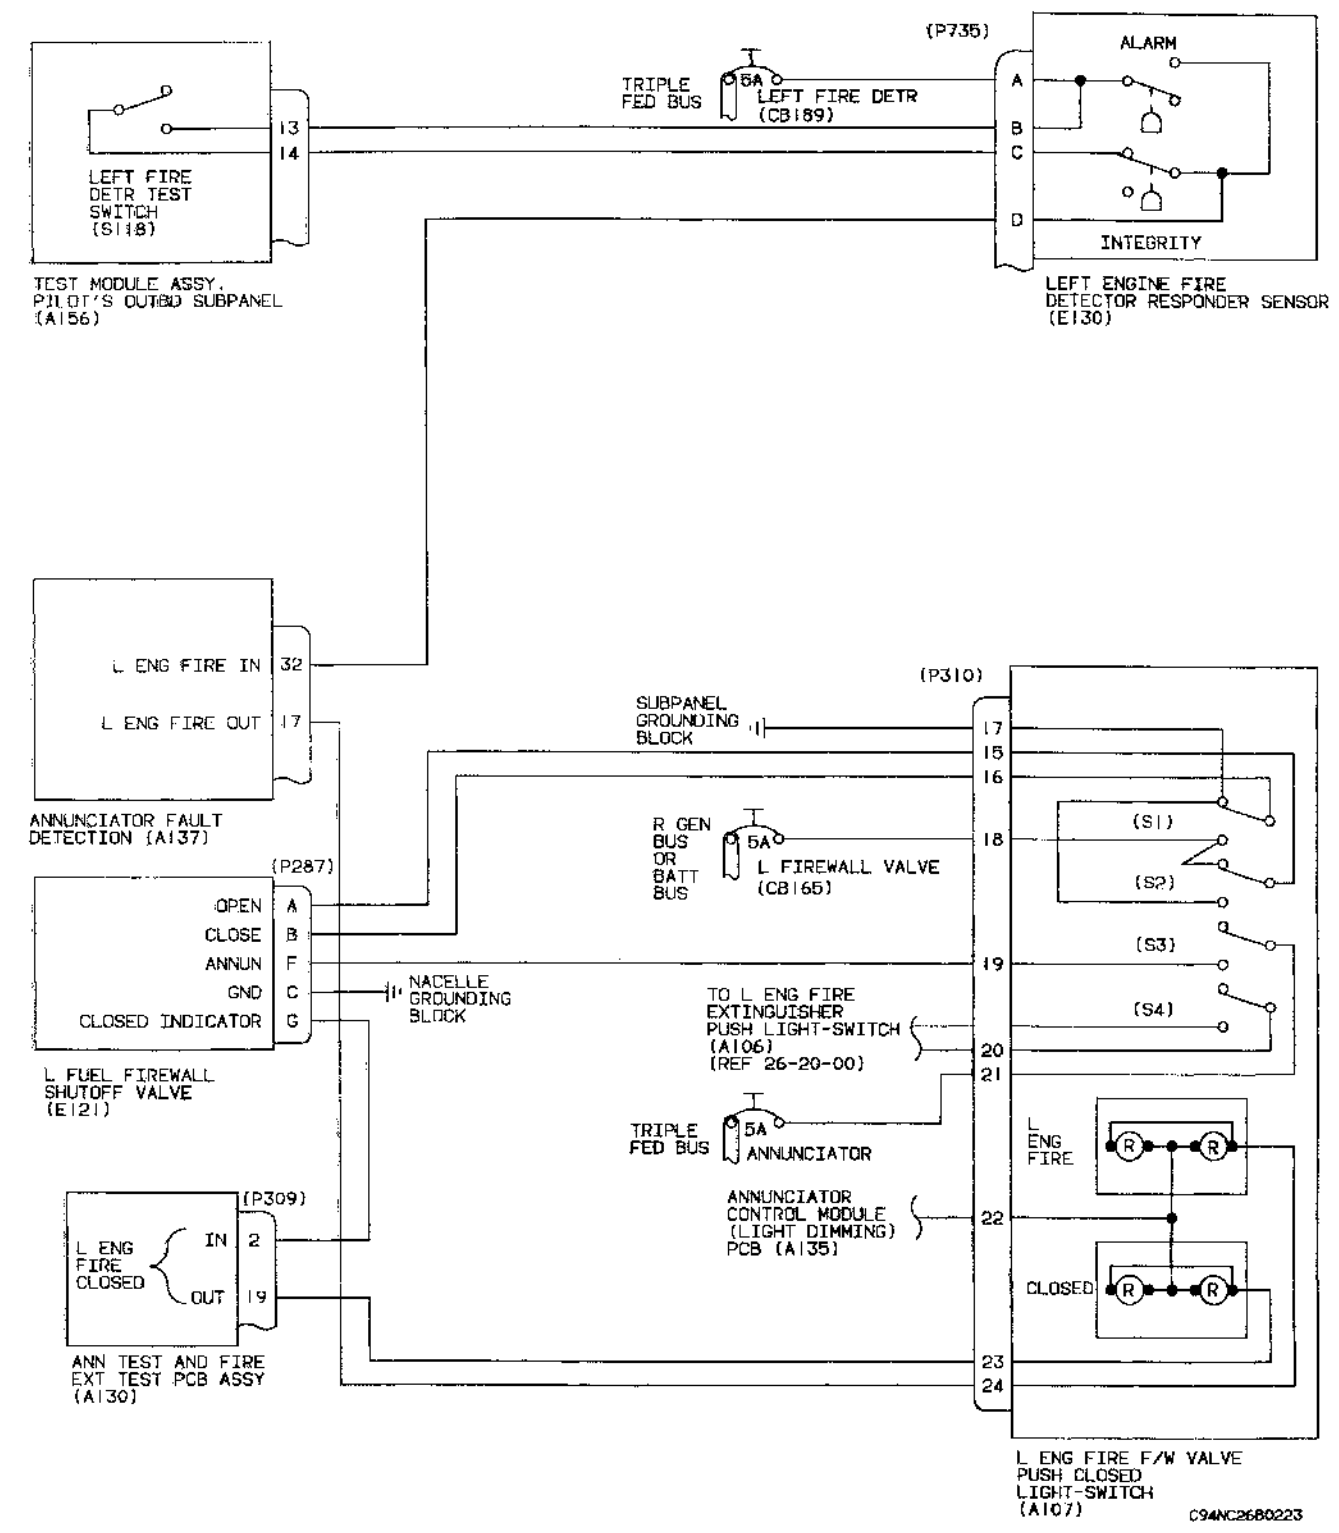 (P735)
ALARM
TRIPLE
FED BUS
5A
LEFT FIRE DETR
(CB189)
A
B
C
D
13
14
LEFT FIRE
DETR TEST
SWITCH
(S118)
INTEGRITY
TEST MODULE ASSY,
PILOT'S OUTBD SUBPANEL
(A156)
LEFT ENGINE FIRE
DETECTOR RESPONDER SENSOR
(E130)
L ENG FIRE IN
32
L ENG FIRE OUT
17
ANNUNCIATOR FAULT
DETECTION (A137)
(P310)
SUBPANEL
GROUNDING
BLOCK
17
15
16
R GEN
BUS
OR
BATT
BUS
5A
L FIREWALL VALVE
(CB165)
18
(S1)
(S2)
(S3)
(S4)
(P287)
OPEN
A
CLOSE
B
ANNUN
F
GND
C
CLOSED INDICATOR
G
NACELLE
GROUNDING
BLOCK
L FUEL FIREWALL
SHUTOFF VALVE
(E121)
19
TO L ENG FIRE
EXTINGUISHER
PUSH LIGHT-SWITCH
(A106)
(REF 26-20-00)
20
21
TRIPLE
FED BUS
5A
ANNUNCIATOR
L
ENG
FIRE
R
R
ANNUNCIATOR
CONTROL MODULE
(LIGHT DIMMING)
PCB (A135)
22
CLOSED
R
R
(P309)
L ENG
FIRE
CLOSED
IN
2
OUT
19
ANN TEST AND FIRE
EXT TEST PCB ASSY
(A130)
23
24
L ENG FIRE F/W VALVE
PUSH CLOSED
LIGHT-SWITCH
(A107)
C94NC26B0223